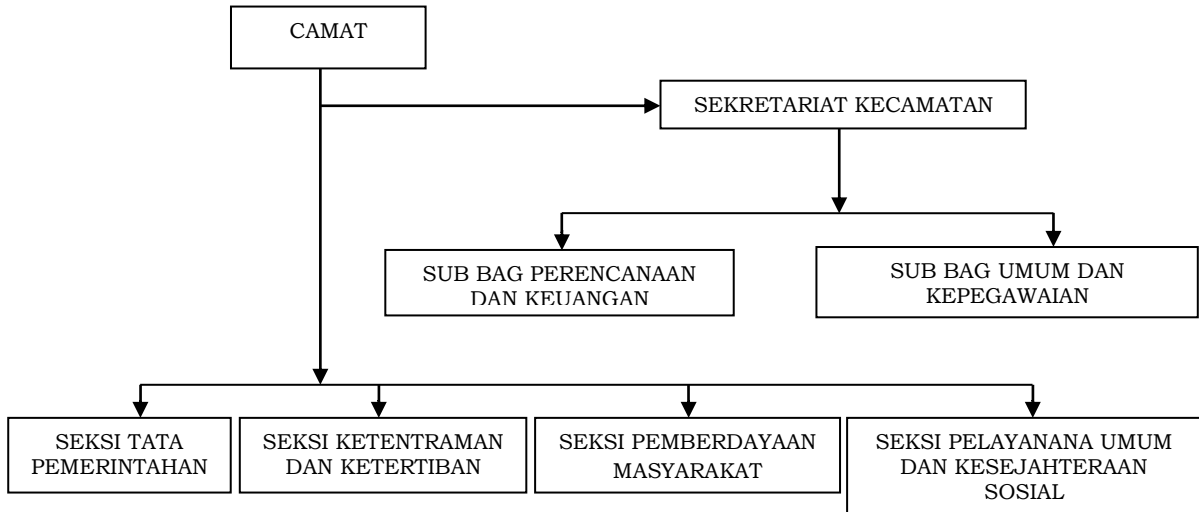 CAMAT
SEKRETARIAT KECAMATAN
SUB BAG PERENCANAAN
DAN KEUANGAN
SUB BAG UMUM DAN
KEPEGAWAIAN
SEKSI TATA
PEMERINTAHAN
SEKSI KETENTRAMAN
DAN KETERTIBAN
SEKSI PEMBERDAYAAN
MASYARAKAT
SEKSI PELAYANANA UMUM
DAN KESEJAHTERAAN
SOSIAL